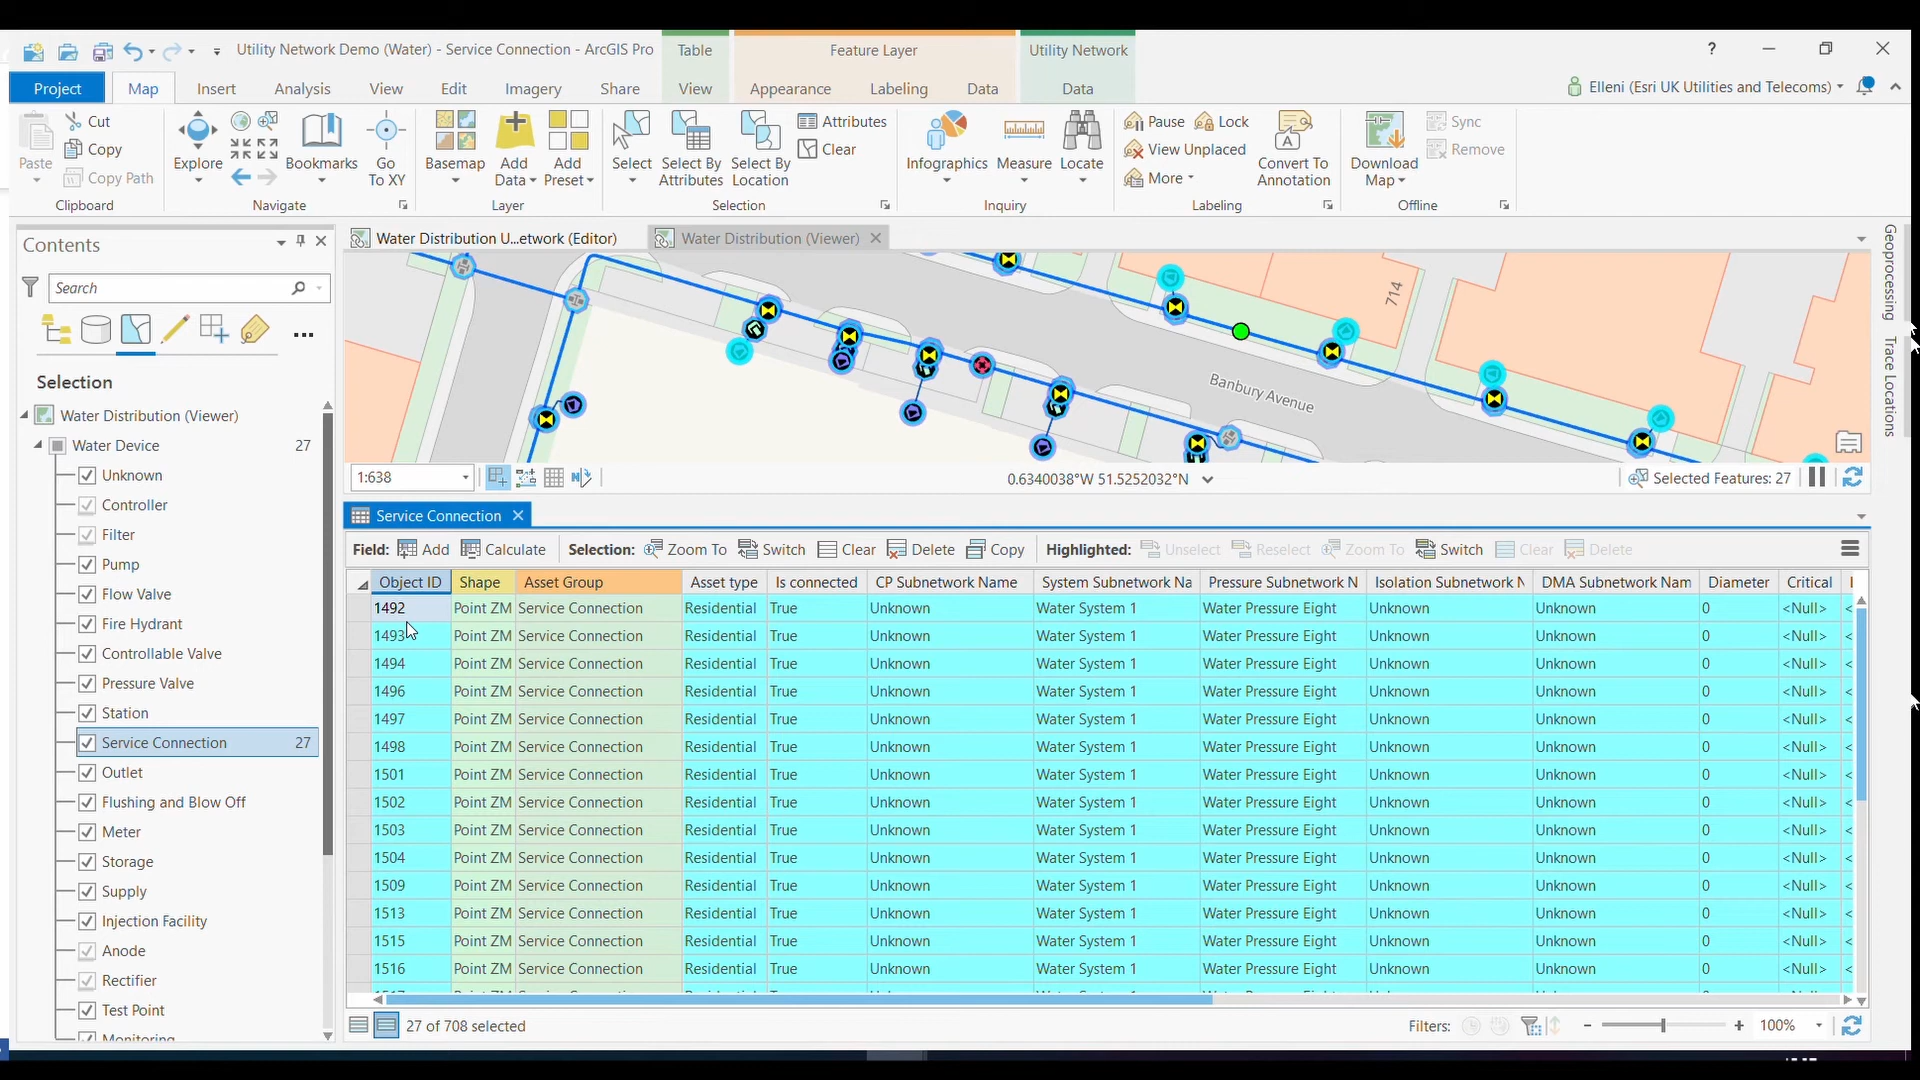 Utility Network Demo (Water) - Service Connection - ArcGIS Pro
Table
Feature Layer
Utility Network
?
Project
Map
Insert
Analysis
View
Edit
Imagery
Share
View
Appearance
Labeling
Data
Data
Elleni (Esri UK Utilities and Telecoms)
Paste
Cut
Copy
Copy Path
Clipboard
Explore
Bookmarks
Go To XY
Navigate
Basemap
Add Data
Add Preset
Layer
Select
Select By Attributes
Select By Location
Attributes
Clear
Selection
Infographics
Measure
Locate
Inquiry
Pause
Lock
View Unplaced
More
Convert To Annotation
Labeling
Download Map
Sync
Remove
Offline
Contents
Search
Selection
Water Distribution (Viewer)
Water Device 27
Unknown
Controller
Filter
Pump
Flow Valve
Fire Hydrant
Controllable Valve
Pressure Valve
Station
Service Connection 27
Outlet
Flushing and Blow Off
Meter
Storage
Supply
Injection Facility
Anode
Rectifier
Test Point
Monitoring
Water Distribution U...etwork (Editor)
Water Distribution (Viewer)
714
Banbury Avenue
1:638
0.6340038°W 51.5252032°N
Selected Features: 27
Geoprocessing
Trace Locations
Service Connection
Field: Add Calculate Selection: Zoom To Switch Clear Delete Copy Highlighted: Unselect Reselect Zoom To Switch Clear Delete
Object ID Shape Asset Group Asset type Is connected CP Subnetwork Name System Subnetwork Na Pressure Subnetwork N Isolation Subnetwork N DMA Subnetwork Nam Diameter Critical
1492 Point ZM Service Connection Residential True Unknown Water System 1 Water Pressure Eight Unknown Unknown 0 <Null> <
1493 Point ZM Service Connection Residential True Unknown Water System 1 Water Pressure Eight Unknown Unknown 0 <Null> <
1494 Point ZM Service Connection Residential True Unknown Water System 1 Water Pressure Eight Unknown Unknown 0 <Null> <
1496 Point ZM Service Connection Residential True Unknown Water System 1 Water Pressure Eight Unknown Unknown 0 <Null> <
1497 Point ZM Service Connection Residential True Unknown Water System 1 Water Pressure Eight Unknown Unknown 0 <Null> <
1498 Point ZM Service Connection Residential True Unknown Water System 1 Water Pressure Eight Unknown Unknown 0 <Null> <
1501 Point ZM Service Connection Residential True Unknown Water System 1 Water Pressure Eight Unknown Unknown 0 <Null> <
1502 Point ZM Service Connection Residential True Unknown Water System 1 Water Pressure Eight Unknown Unknown 0 <Null> <
1503 Point ZM Service Connection Residential True Unknown Water System 1 Water Pressure Eight Unknown Unknown 0 <Null> <
1504 Point ZM Service Connection Residential True Unknown Water System 1 Water Pressure Eight Unknown Unknown 0 <Null> <
1509 Point ZM Service Connection Residential True Unknown Water System 1 Water Pressure Eight Unknown Unknown 0 <Null> <
1513 Point ZM Service Connection Residential True Unknown Water System 1 Water Pressure Eight Unknown Unknown 0 <Null> <
1515 Point ZM Service Connection Residential True Unknown Water System 1 Water Pressure Eight Unknown Unknown 0 <Null> <
1516 Point ZM Service Connection Residential True Unknown Water System 1 Water Pressure Eight Unknown Unknown 0 <Null> <
27 of 708 selected
Filters:
100%